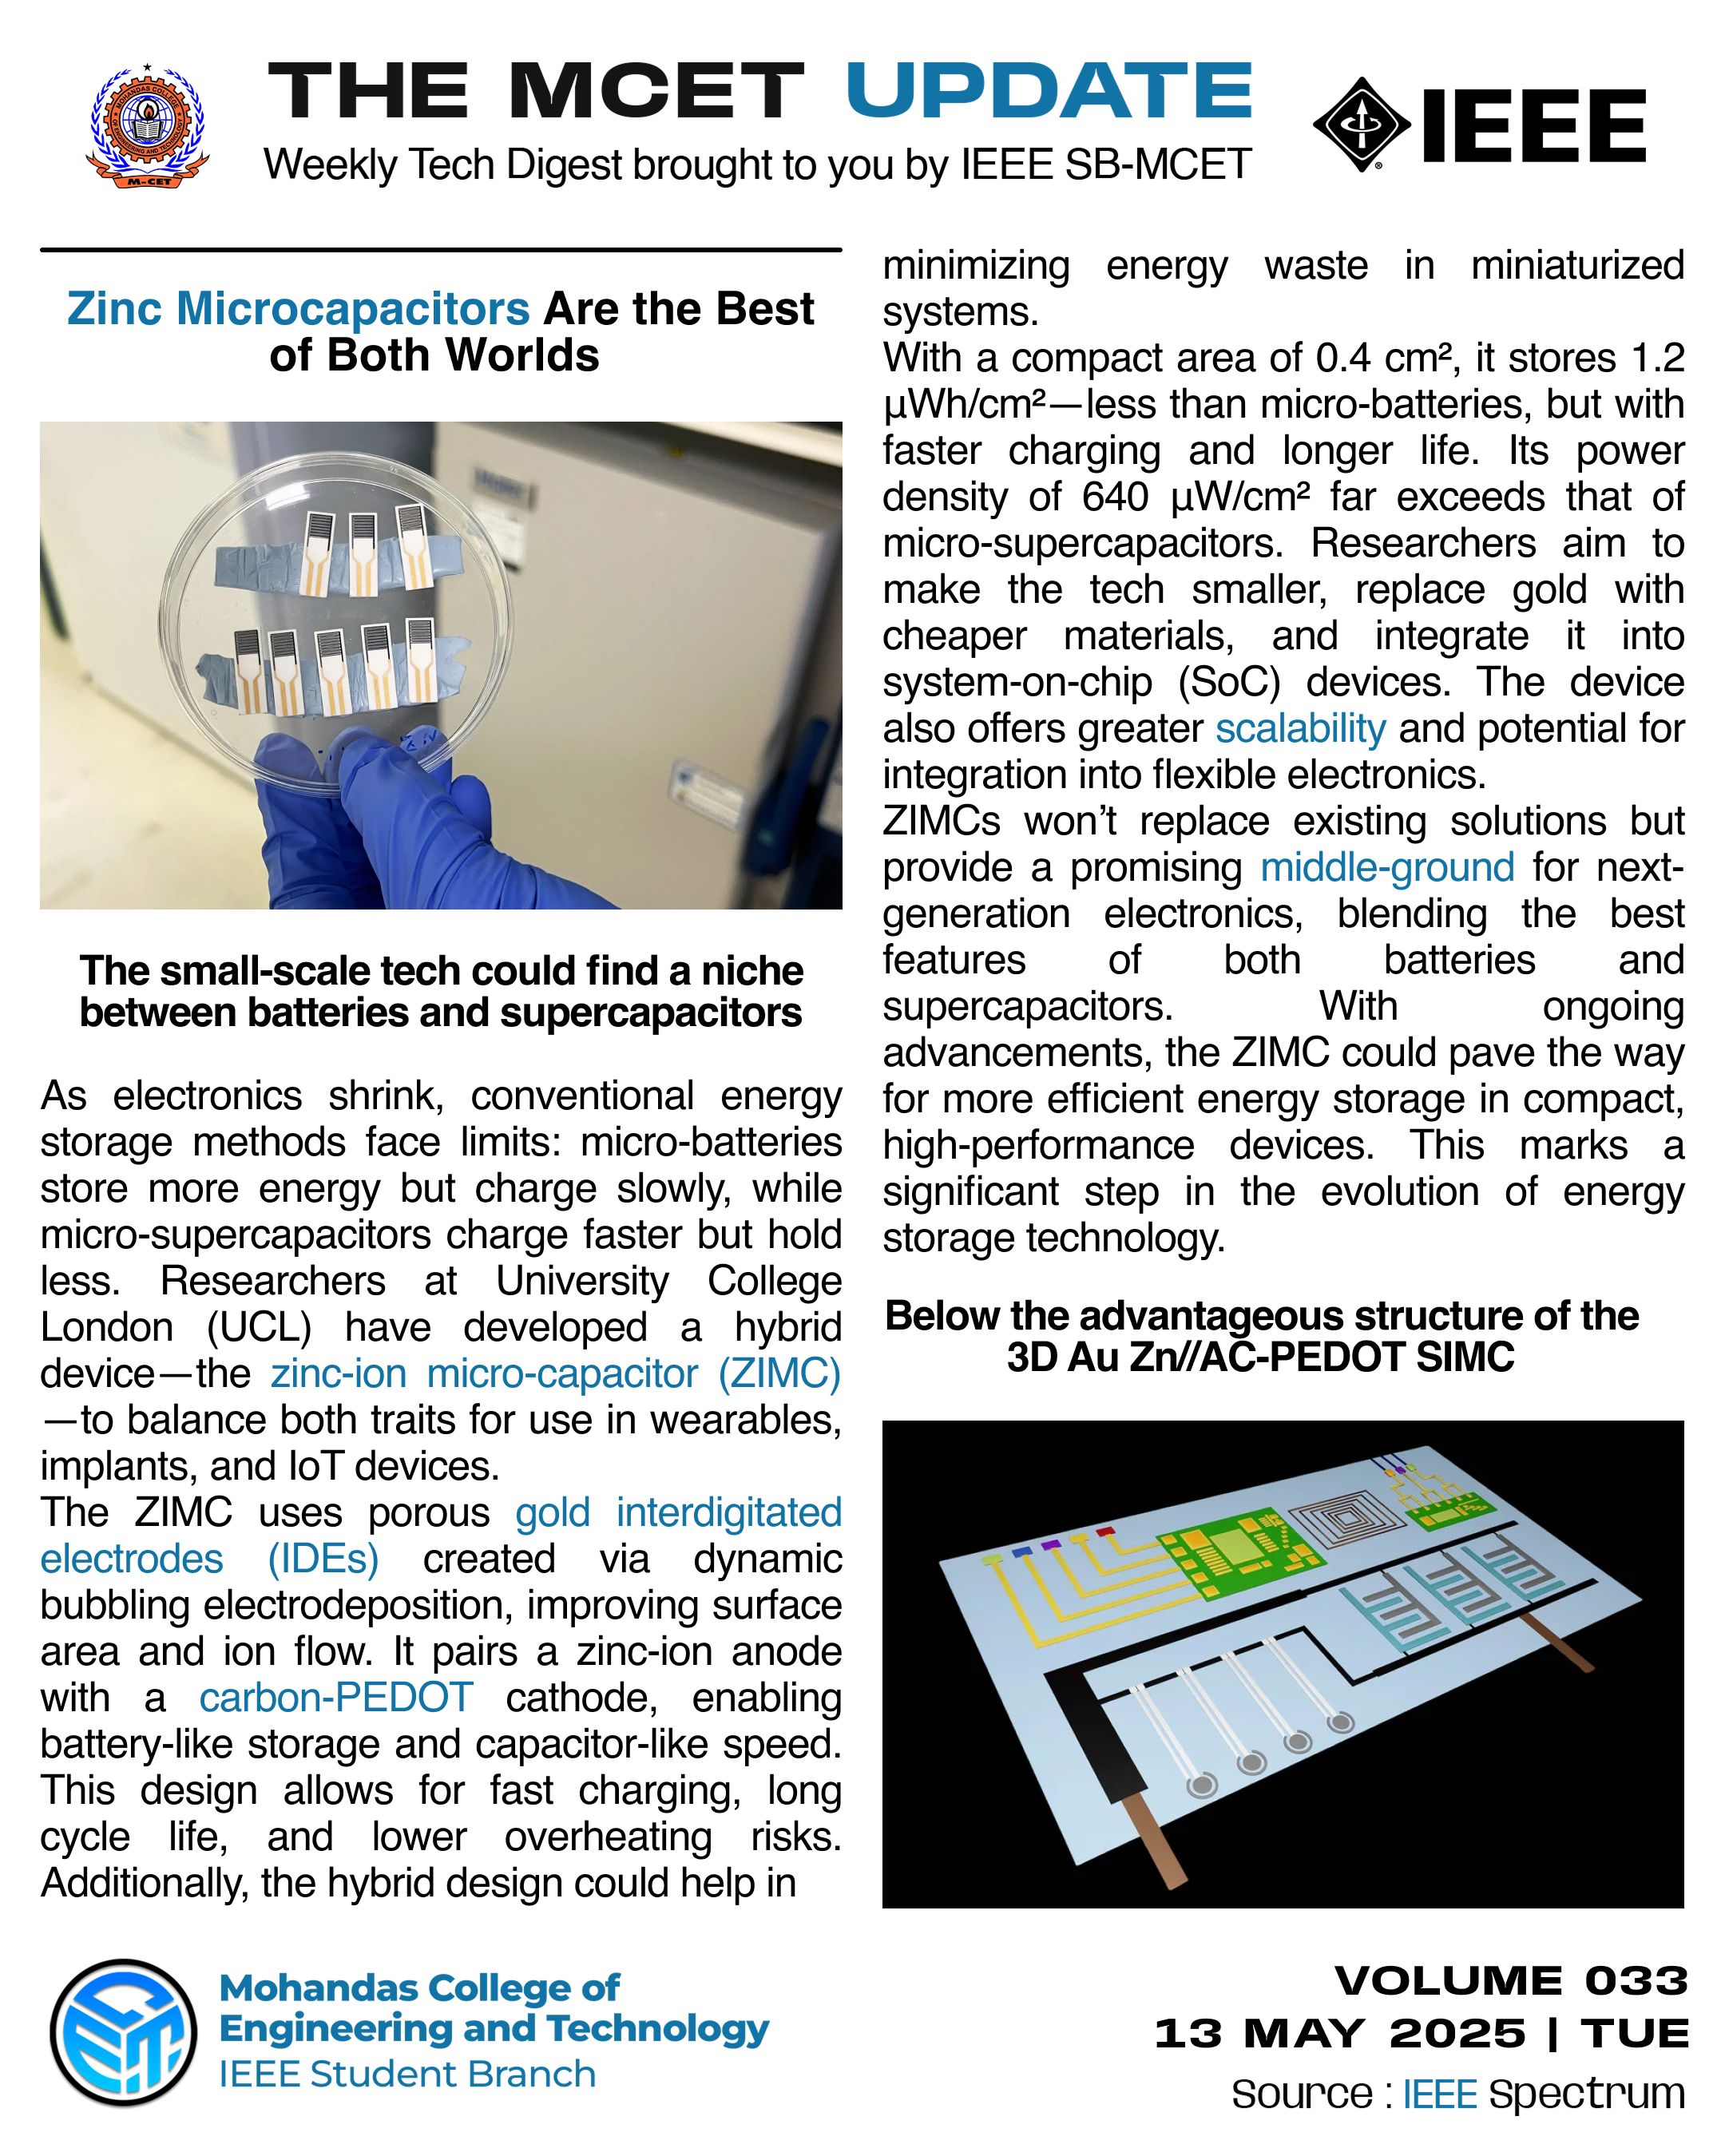 THE MCET UPDATE
Weekly Tech Digest brought to you by IEEE SB-MCET
MOHANDAS COLLEGE
OF ENGINEERING AND TECHNOLOGY
M-CET
IEEE
Zinc Microcapacitors Are the Best
of Both Worlds
The small-scale tech could find a niche
between batteries and supercapacitors
As electronics shrink, conventional energy
storage methods face limits: micro-batteries
store more energy but charge slowly, while
micro-supercapacitors charge faster but hold
less. Researchers at University College
London (UCL) have developed a hybrid
device—the zinc-ion micro-capacitor (ZIMC)
—to balance both traits for use in wearables,
implants, and IoT devices.
The ZIMC uses porous gold interdigitated
electrodes (IDEs) created via dynamic
bubbling electrodeposition, improving surface
area and ion flow. It pairs a zinc-ion anode
with a carbon-PEDOT cathode, enabling
battery-like storage and capacitor-like speed.
This design allows for fast charging, long
cycle life, and lower overheating risks.
Additionally, the hybrid design could help in
minimizing energy waste in miniaturized
systems.
With a compact area of 0.4 cm², it stores 1.2
µWh/cm²—less than micro-batteries, but with
faster charging and longer life. Its power
density of 640 µW/cm² far exceeds that of
micro-supercapacitors. Researchers aim to
make the tech smaller, replace gold with
cheaper materials, and integrate it into
system-on-chip (SoC) devices. The device
also offers greater scalability and potential for
integration into flexible electronics.
ZIMCs won’t replace existing solutions but
provide a promising middle-ground for next-
generation electronics, blending the best
features of both batteries and
supercapacitors. With ongoing
advancements, the ZIMC could pave the way
for more efficient energy storage in compact,
high-performance devices. This marks a
significant step in the evolution of energy
storage technology.
Below the advantageous structure of the
3D Au Zn//AC-PEDOT SIMC
Mohandas College of
Engineering and Technology
IEEE Student Branch
VOLUME 033
13 MAY 2025 | TUE
Source : IEEE Spectrum